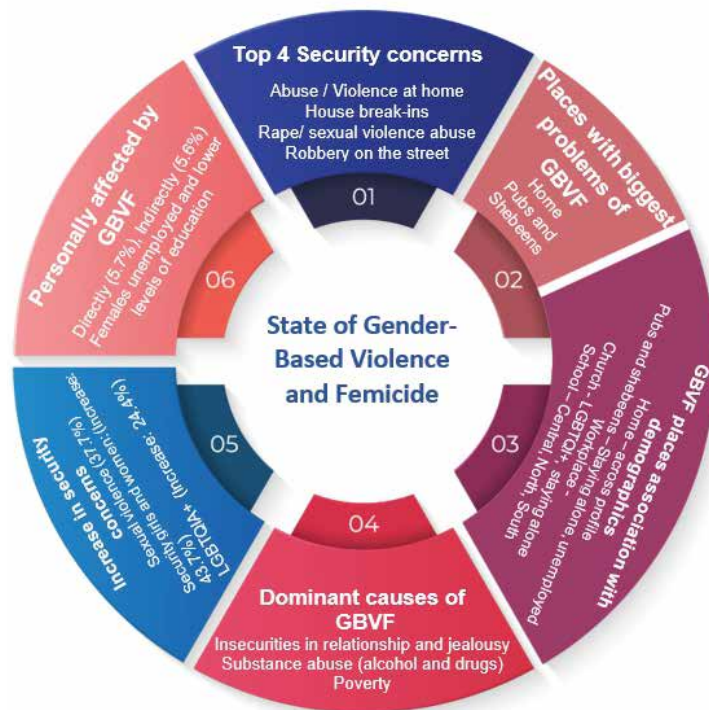 State of Gender-
Based Violence
and Femicide
Top 4 Security concerns
Abuse / Violence at home
House break-ins
Rape/ sexual violence abuse
Robbery on the street
01
Places with biggest
problems of
GBVF
Home
Pubs and
Shebeens
02
GBVF places association with
demographics
Home – across profile
Pubs and shebeens – Staying alone, unemployed
Workplace -
Church - LGBTQI+, staying alone
School – Central, North, South
03
04
Dominant causes of
GBVF
Insecurities in relationship and jealousy
Substance abuse (alcohol and drugs)
Poverty
05
Increase in security
concerns
Sexual violence (37.7%)
Security girls and women: (Increase:
43.7%)
LGBTQIA+ (Increase: 24.4%)
06
Personally affected by
GBVF
Directly (5.7%), Indirectly (5.6%)
Females unemployed and lower
levels of education